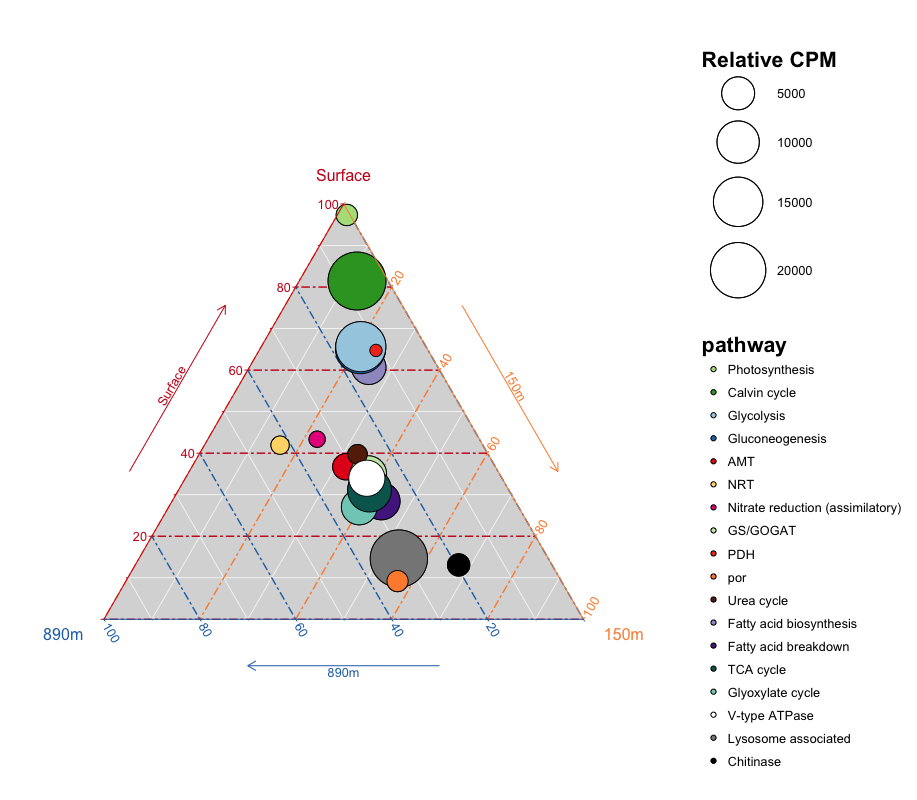 Relative CPM
5000
10000
15000
20000
Surface
100
80
60
40
20
20
40
60
80
100
Surface
150m
890m
150m
100
80
60
40
20
890m
pathway
Photosynthesis
Calvin cycle
Glycolysis
Gluconeogenesis
AMT
NRT
Nitrate reduction (assimilatory)
GS/GOGAT
PDH
por
Urea cycle
Fatty acid biosynthesis
Fatty acid breakdown
TCA cycle
Glyoxylate cycle
V-type ATPase
Lysosome associated
Chitinase